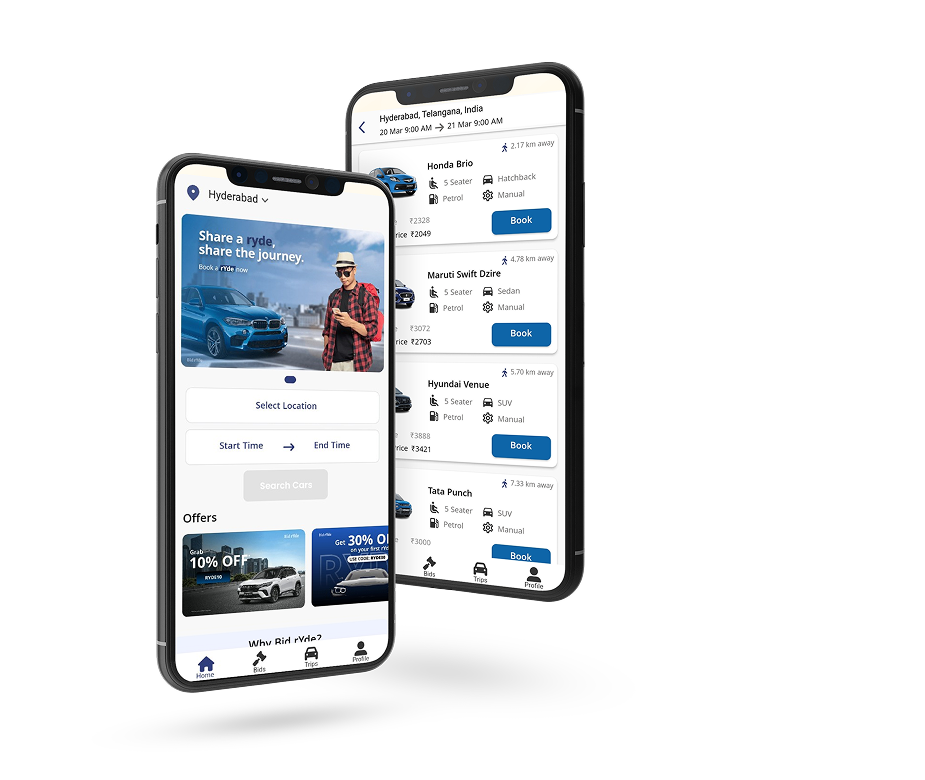 Hyderabad
Share a ryde,
share the journey.
Book a rYde now
Select Location
Start Time → End Time
Search Cars
Offers
Grab
10% OFF
RYDE10
Get 30% O
on your first rY
USE CODE: RYDE30
RY
Why Bid rYde?
Home
Bids
Trips
Profile
Hyderabad, Telangana, India
20 Mar 9:00 AM → 21 Mar 9:00 AM
2.17 km away
Honda Brio
5 Seater Hatchback
Petrol Manual
₹2328
rice ₹2049
Book
4.78 km away
Maruti Swift Dzire
5 Seater Sedan
Petrol Manual
₹3072
rice ₹2703
Book
5.70 km away
Hyundai Venue
5 Seater SUV
Petrol Manual
₹3888
rice ₹3421
Book
7.33 km away
Tata Punch
5 Seater SUV
Petrol Manual
₹3000
Book
Bids
Trips
Profile